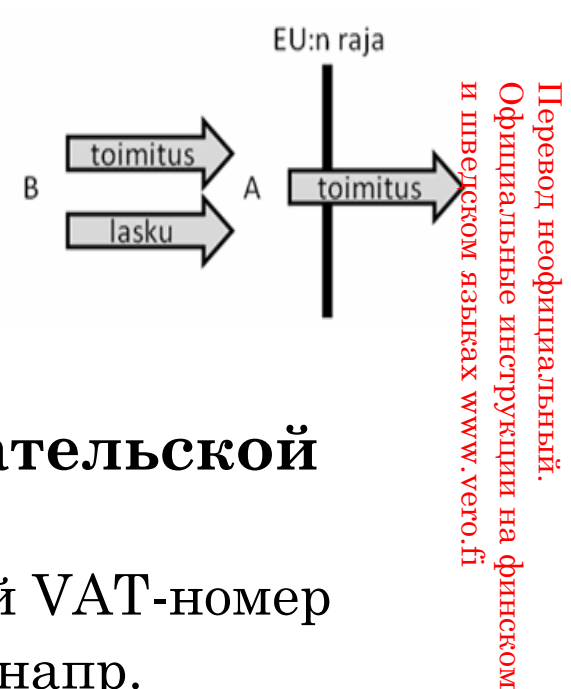 EU:n raja
toimitus
B
A
toimitus
lasku
ательской
й VAT-номер
напр.
Перевод неофициальный.
Официальные инструкции на финском
и шведском языках www.vero.fi